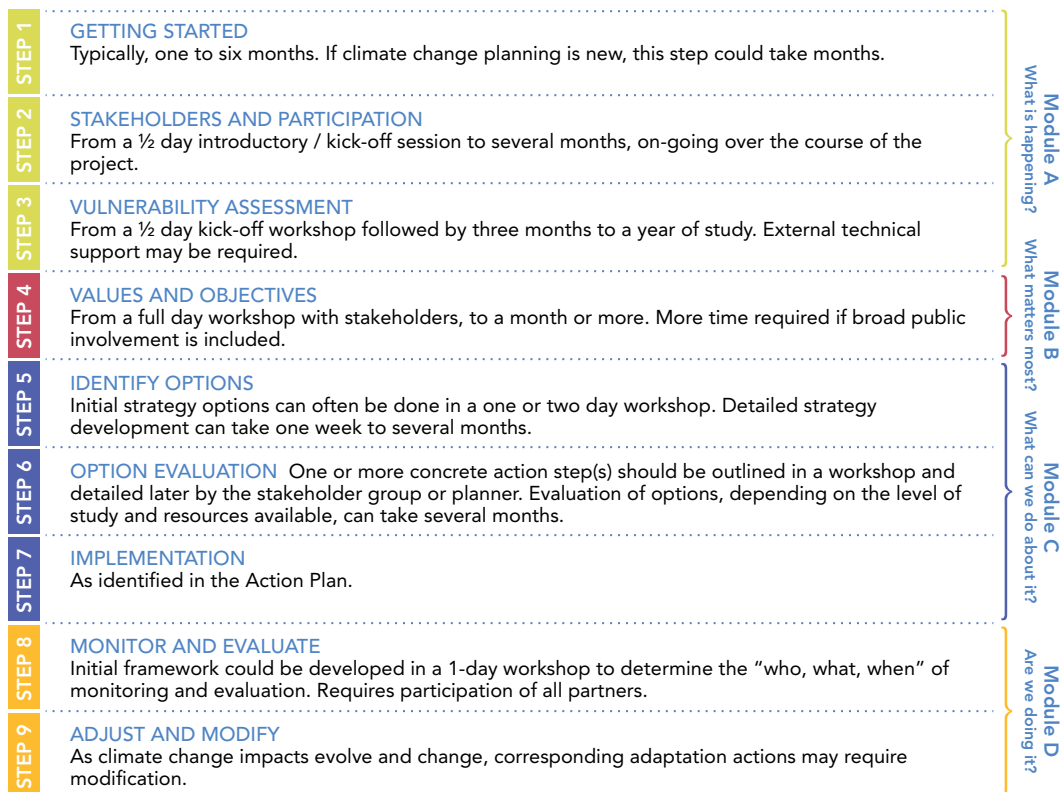 STEP 1
GETTING STARTED
Typically, one to six months. If climate change planning is new, this step could take months.
STEP 2
STAKEHOLDERS AND PARTICIPATION
From a ½ day introductory / kick-off session to several months, on-going over the course of the
project.
STEP 3
VULNERABILITY ASSESSMENT
From a ½ day kick-off workshop followed by three months to a year of study. External technical
support may be required.
Module A
What is happening?
STEP 4
VALUES AND OBJECTIVES
From a full day workshop with stakeholders, to a month or more. More time required if broad public
involvement is included.
Module B
What matters most?
STEP 5
IDENTIFY OPTIONS
Initial strategy options can often be done in a one or two day workshop. Detailed strategy
development can take one week to several months.
STEP 6
OPTION EVALUATION One or more concrete action step(s) should be outlined in a workshop and
detailed later by the stakeholder group or planner. Evaluation of options, depending on the level of
study and resources available, can take several months.
STEP 7
IMPLEMENTATION
As identified in the Action Plan.
Module C
What can we do about it?
STEP 8
MONITOR AND EVALUATE
Initial framework could be developed in a 1-day workshop to determine the “who, what, when” of
monitoring and evaluation. Requires participation of all partners.
STEP 9
ADJUST AND MODIFY
As climate change impacts evolve and change, corresponding adaptation actions may require
modification.
Module D
Are we doing it?